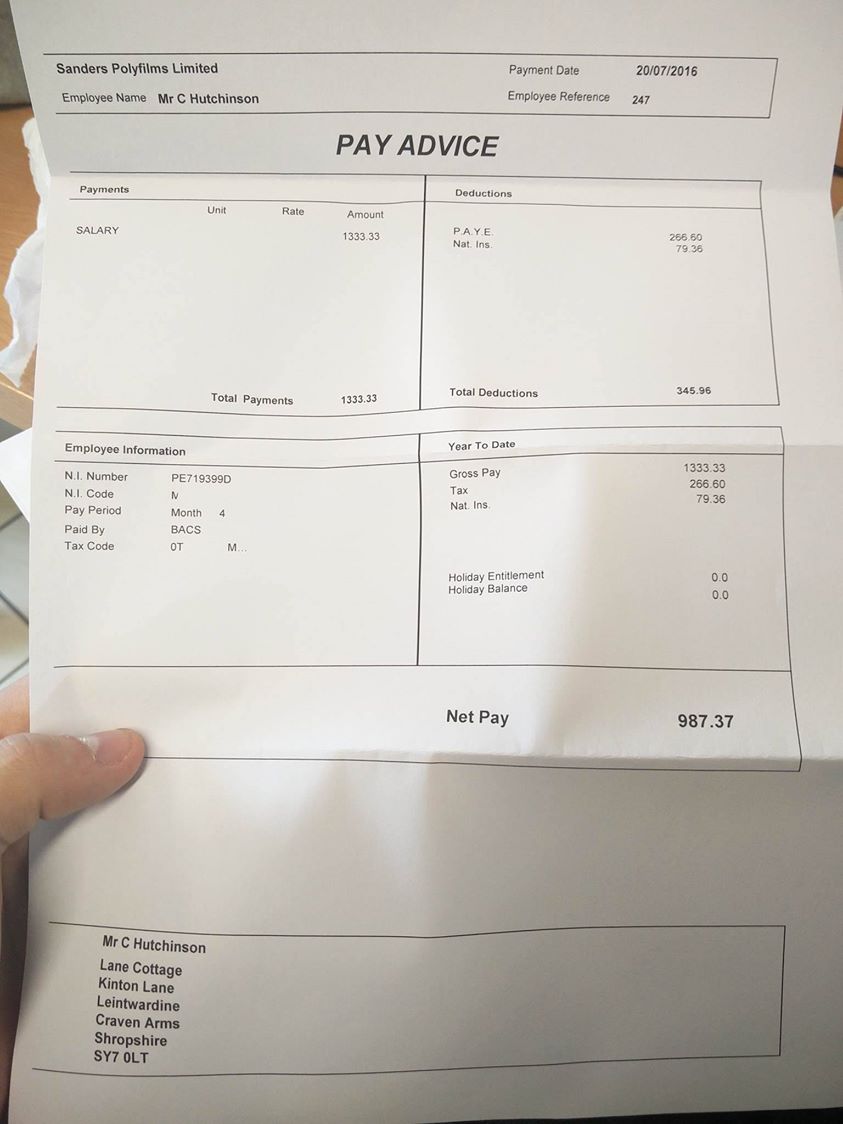 Sanders Polyfilms Limited Payment Date 20/07/2016
Employee Name Mr C Hutchinson Employee Reference 247
PAY ADVICE
Payments Deductions
Unit Rate Amount
SALARY 1333.33 P.A.Y.E. 266.60
Nat. Ins. 79.36
Total Payments 1333.33 Total Deductions 345.96
Employee Information
N.I. Number PE719399D
N.I. Code
Pay Period Month 4
Paid By BACS
Tax Code 0T M...
Year To Date
Gross Pay 1333.33
Tax 266.60
Nat. Ins. 79.36
Holiday Entitlement 0.0
Holiday Balance 0.0
Net Pay 987.37
Mr C Hutchinson
Lane Cottage
Kinton Lane
Leintwardine
Craven Arms
Shropshire
SY7 0LT